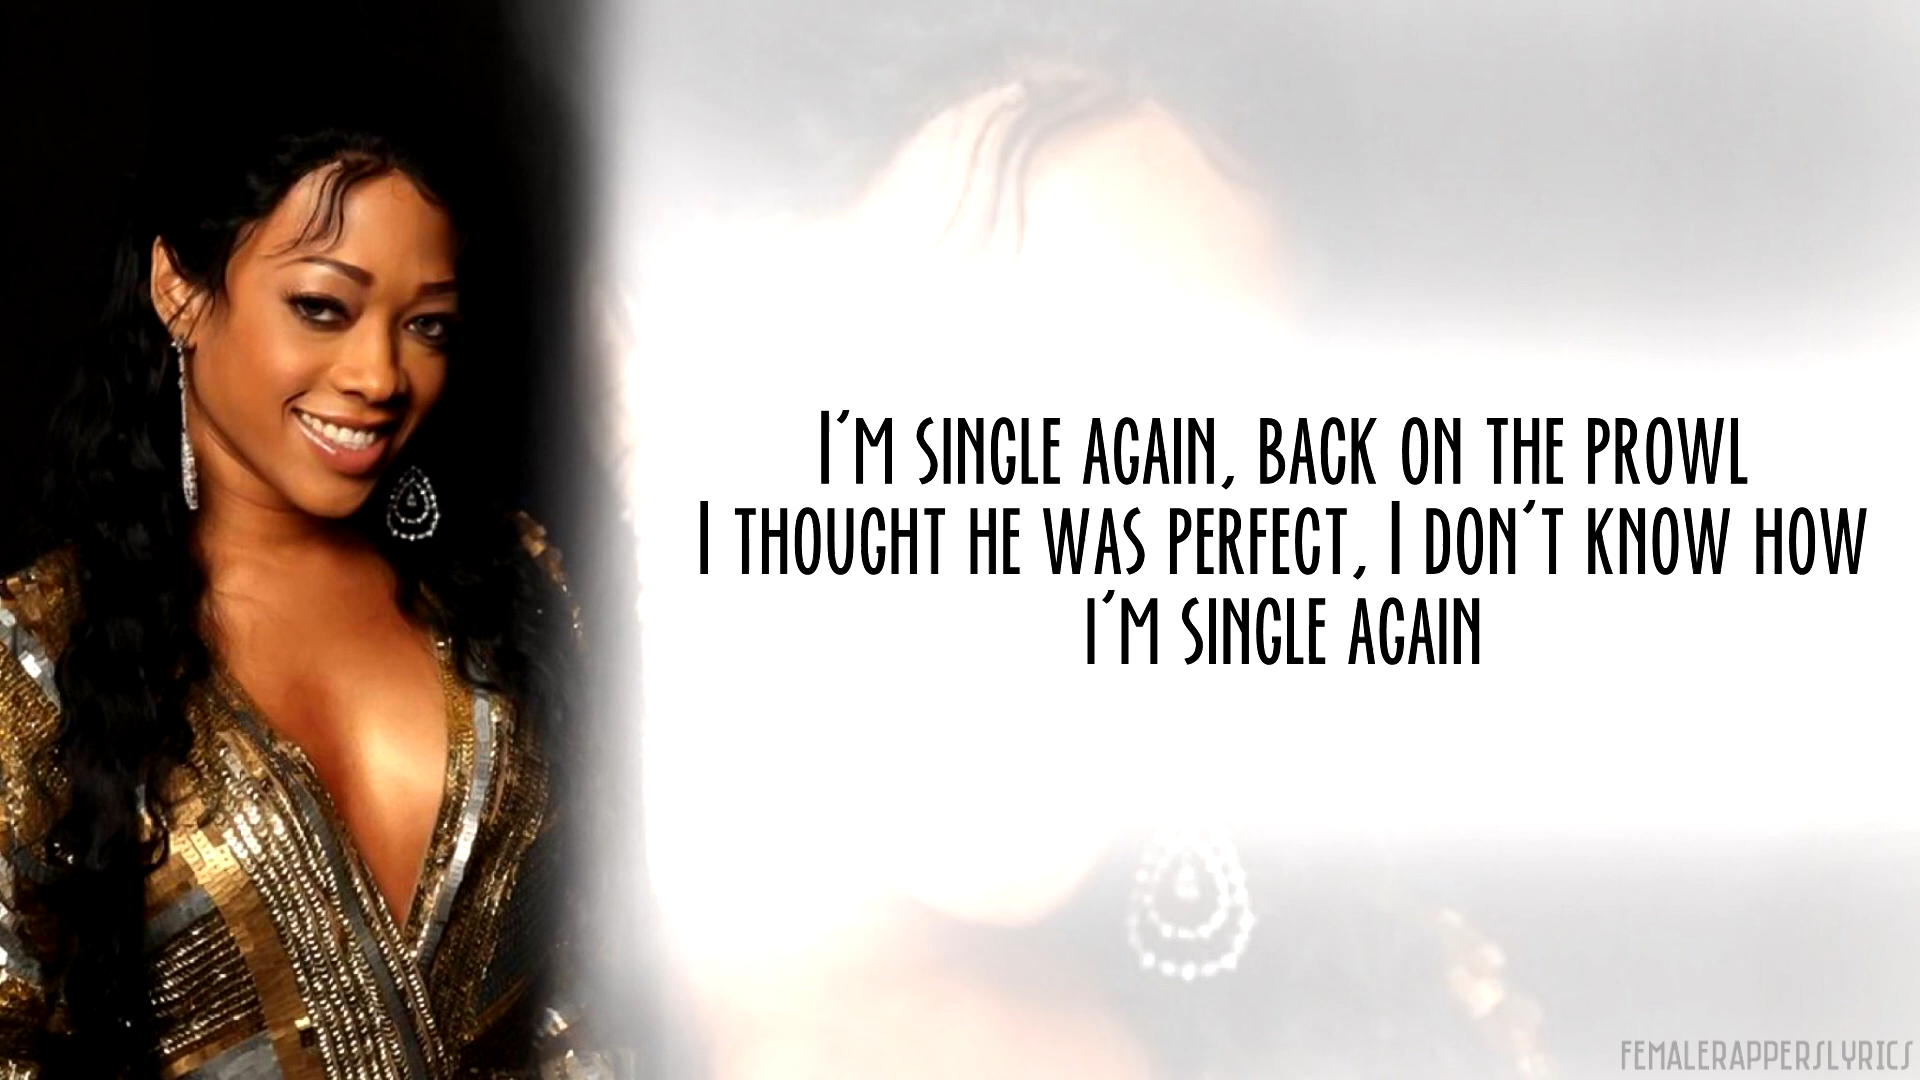 I'm single again, back on the prowl
I thought he was perfect, I don't know how
i'm single again
FEMALERAPPERSLYRICS